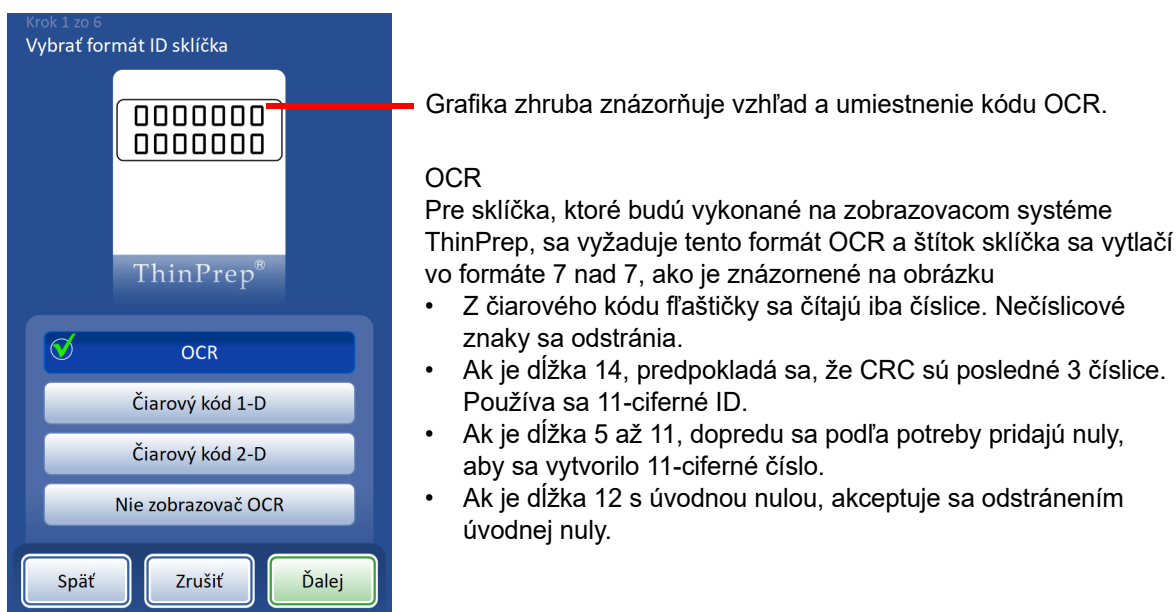 Krok 1 zo 6
Vybrať formát ID sklíčka
ThinPrep®
OCR
Čiarový kód 1-D
Čiarový kód 2-D
Nie zobrazovač OCR
Späť
Zrušiť
Ďalej
Grafika zhruba znázorňuje vzhľad a umiestnenie kódu OCR.
OCR
Pre sklíčka, ktoré budú vykonané na zobrazovacom systéme
ThinPrep, sa vyžaduje tento formát OCR a štítok sklíčka sa vytlačí
vo formáte 7 nad 7, ako je znázornené na obrázku
• Z čiarového kódu fľaštičky sa čítajú iba číslice. Nečíslicové
znaky sa odstránia.
• Ak je dĺžka 14, predpokladá sa, že CRC sú posledné 3 číslice.
Používa sa 11-ciferné ID.
• Ak je dĺžka 5 až 11, dopredu sa podľa potreby pridajú nuly,
aby sa vytvorilo 11-ciferné číslo.
• Ak je dĺžka 12 s úvodnou nulou, akceptuje sa odstránením
úvodnej nuly.